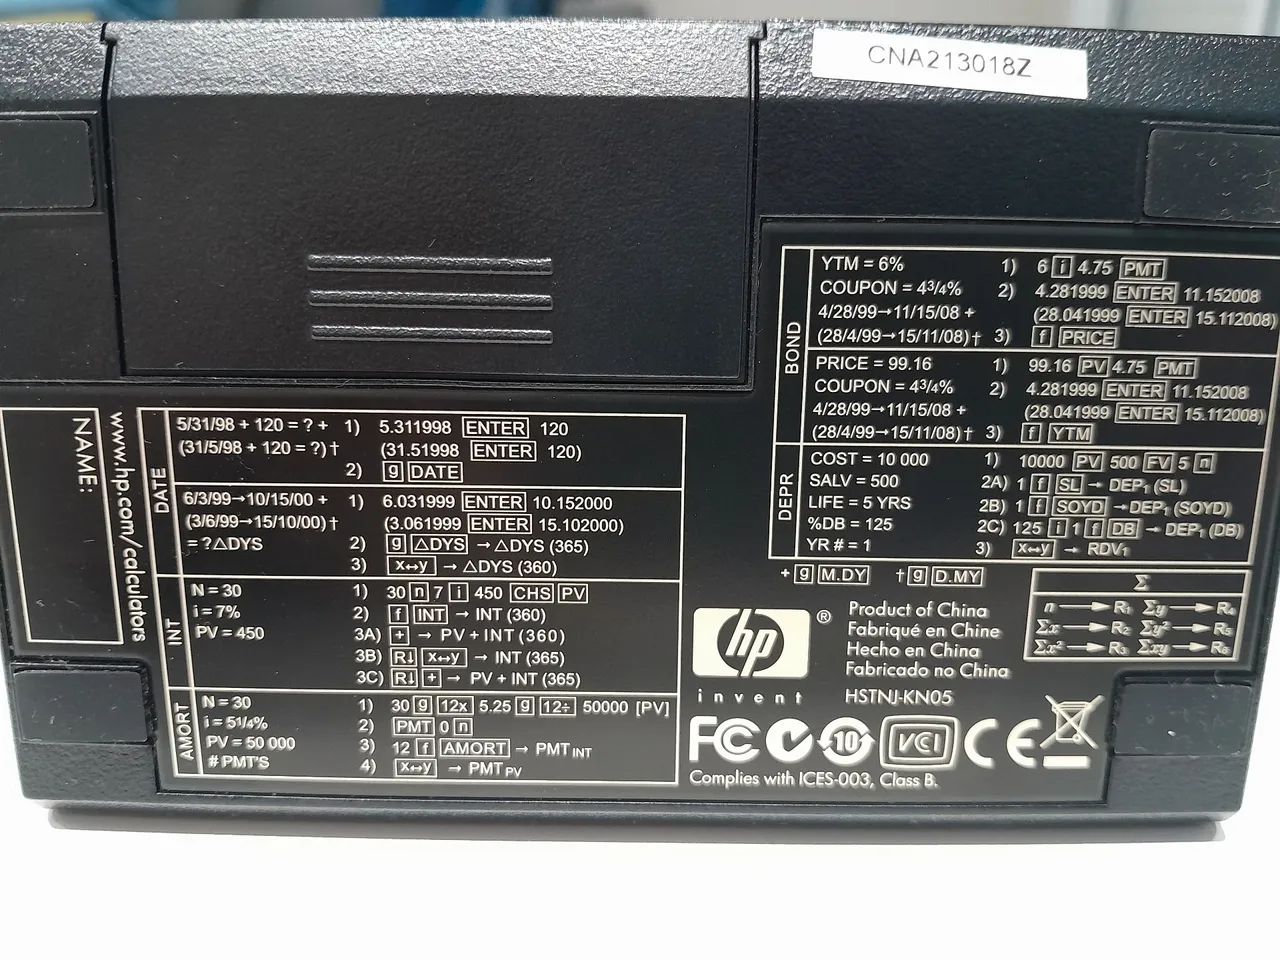 CNA213018Z
BOND
YTM = 6% 1) 6 i 4.75 PMT
COUPON = 4 3/4% 2) 4.281999 ENTER 11.152008
4/28/99→11/15/08 + (28.041999 ENTER 15.112008)
(28/4/99→15/11/08)† 3) f PRICE
PRICE = 99.16 1) 99.16 PV 4.75 PMT
COUPON = 4 3/4% 2) 4.281999 ENTER 11.152008
4/28/99→11/15/08 + (28.041999 ENTER 15.112008)
(28/4/99→15/11/08)† 3) f YTM
DEPR
COST = 10 000 1) 10000 PV 500 FV 5 n
SALV = 500 2A) 1 f SL → DEP₁ (SL)
LIFE = 5 YRS 2B) 1 f SOYD →DEP₁ (SOYD)
%DB = 125 2C) 125 i 1 f DB → DEP₁ (DB)
YR # = 1 3) x↔y → RDV₁
+ g M.DY † g D.MY
NAME:
www.hp.com/calculators
DATE
5/31/98 + 120 = ? + 1) 5.311998 ENTER 120
(31/5/98 + 120 = ?)† (31.51998 ENTER 120)
2) g DATE
6/3/99→10/15/00 + 1) 6.031999 ENTER 10.152000
(3/6/99→15/10/00)† (3.061999 ENTER 15.102000)
= ?△DYS 2) g △DYS → △DYS (365)
3) x↔y → △DYS (360)
INT
N = 30 1) 30 n 7 i 450 CHS PV
i = 7% 2) f INT → INT (360)
PV = 450 3A) + → PV + INT (360)
3B) R↓ x↔y → INT (365)
3C) R↓ + → PV + INT (365)
AMORT
N = 30 1) 30 g 12x 5.25 g 12÷ 50000 [PV]
i = 5 1/4% 2) PMT 0 n
PV = 50 000 3) 12 f AMORT → PMT INT
# PMT'S 4) x↔y → PMT PV
hp ®
invent
Product of China
Fabriqué en Chine
Hecho en China
Fabricado no China
HSTNJ-KN05
Σ
n → R₁ Σy → R₄
Σx → R₂ Σy² → R₅
Σx² → R₃ Σxy → R₆
FC 10 VCI CE
Complies with ICES-003, Class B.